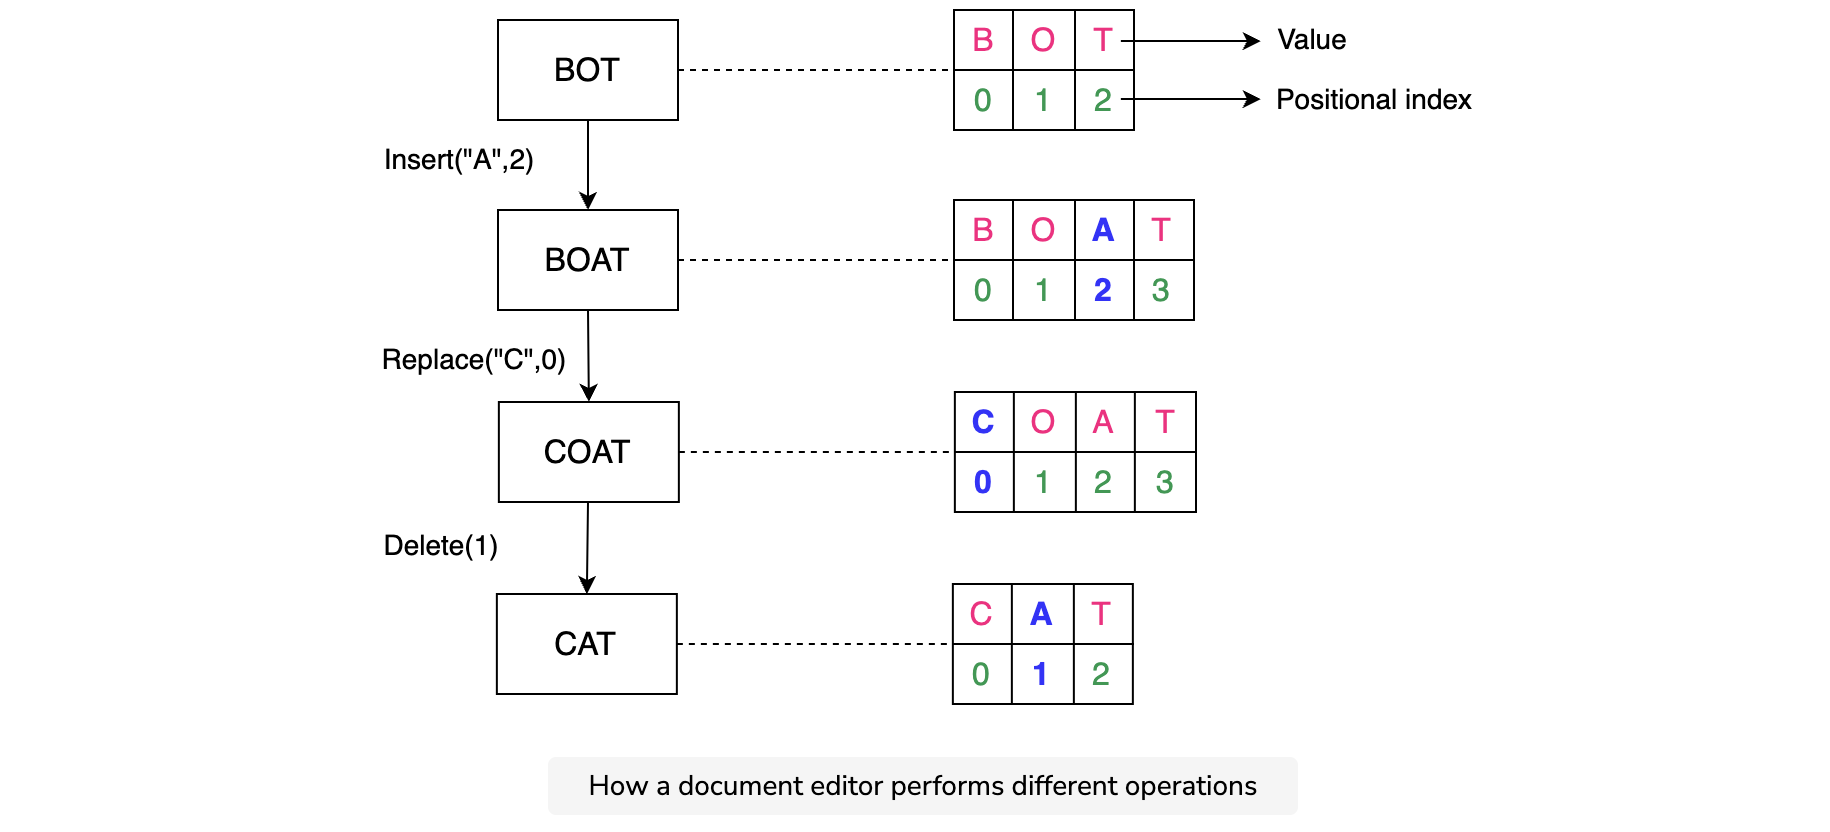 BOT
B O T
Value
0 1 2
Positional index
Insert("A",2)
BOAT
B O A T
0 1 2 3
Replace("C",0)
COAT
C O A T
0 1 2 3
Delete(1)
CAT
C A T
0 1 2
How a document editor performs different operations